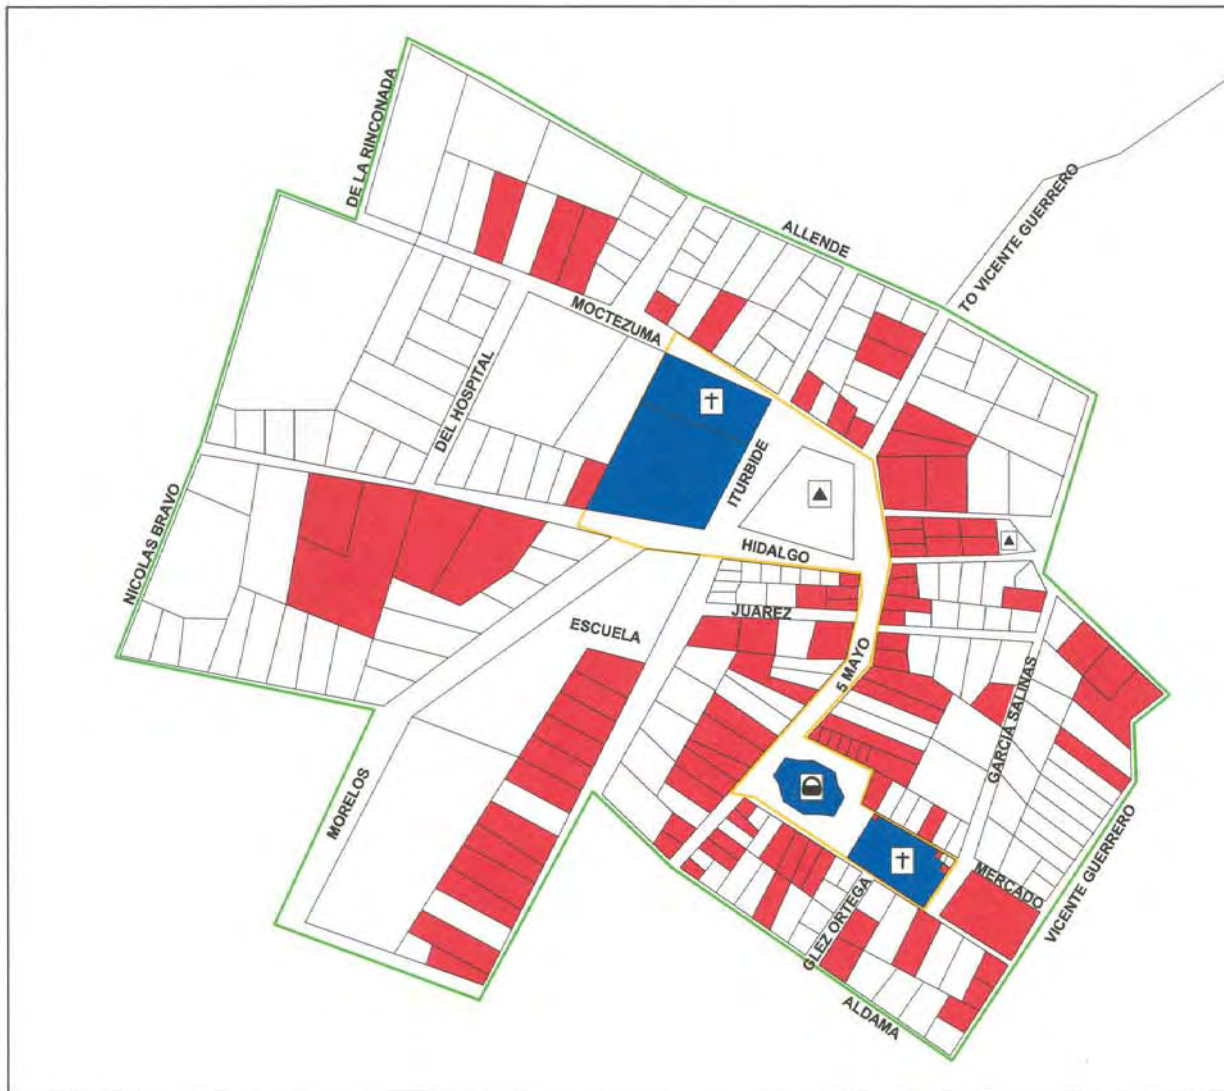 DE LA RINCONADA
ALLENDE
TO VICENTE GUERRERO
MOCTEZUMA
DEL HOSPITAL
ITURBIDE
NICOLAS BRAVO
HIDALGO
JUAREZ
ESCUELA
5 MAYO
GARCIA SALINAS
MORELOS
MERCADO
VICENTE GUERRERO
GLEZ ORTEGA
ALDAMA